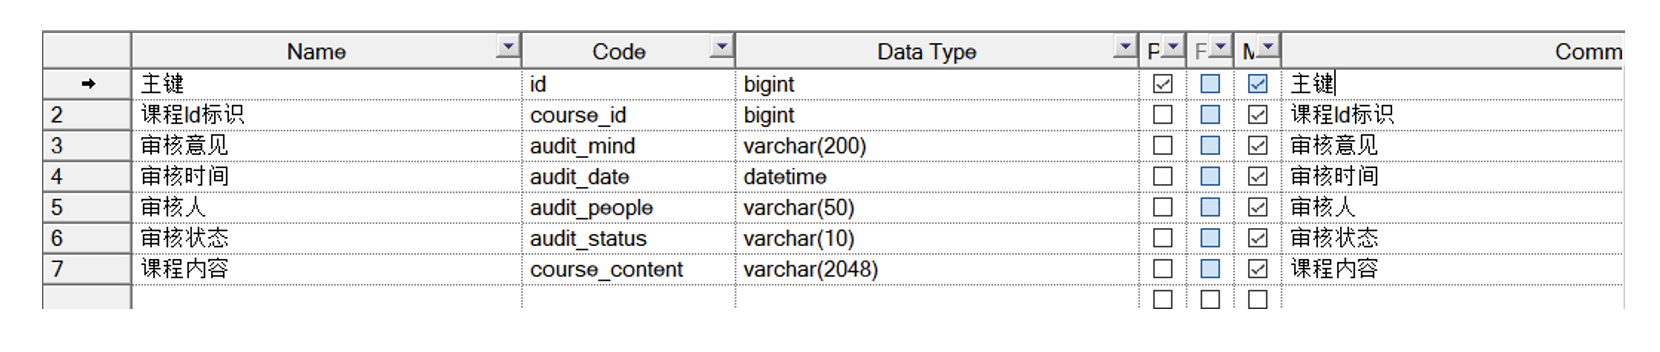 Name Code Data Type P F M Comm
主键 id bigint 主键
2 课程Id标识 course_id bigint 课程Id标识
3 审核意见 audit_mind varchar(200) 审核意见
4 审核时间 audit_date datetime 审核时间
5 审核人 audit_people varchar(50) 审核人
6 审核状态 audit_status varchar(10) 审核状态
7 课程内容 course_content varchar(2048) 课程内容